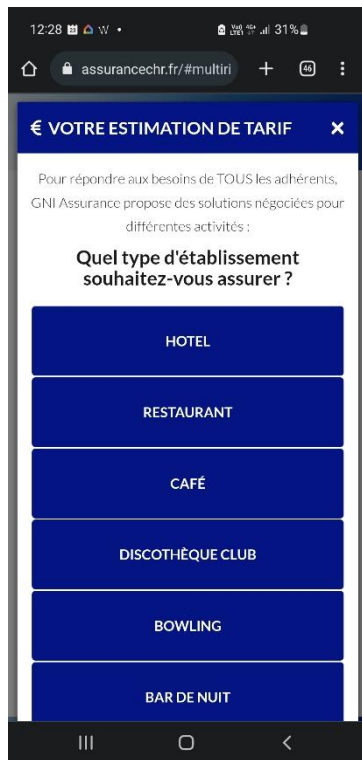 12:28 W • 31%
assurancechr.fr/#multiri + 46
€ VOTRE ESTIMATION DE TARIF ×
Pour répondre aux besoins de TOUS les adhérents,
GNI Assurance propose des solutions négociées pour
différentes activités :
Quel type d'établissement
souhaitez-vous assurer ?
HOTEL
RESTAURANT
CAFÉ
DISCOTHÈQUE CLUB
BOWLING
BAR DE NUIT